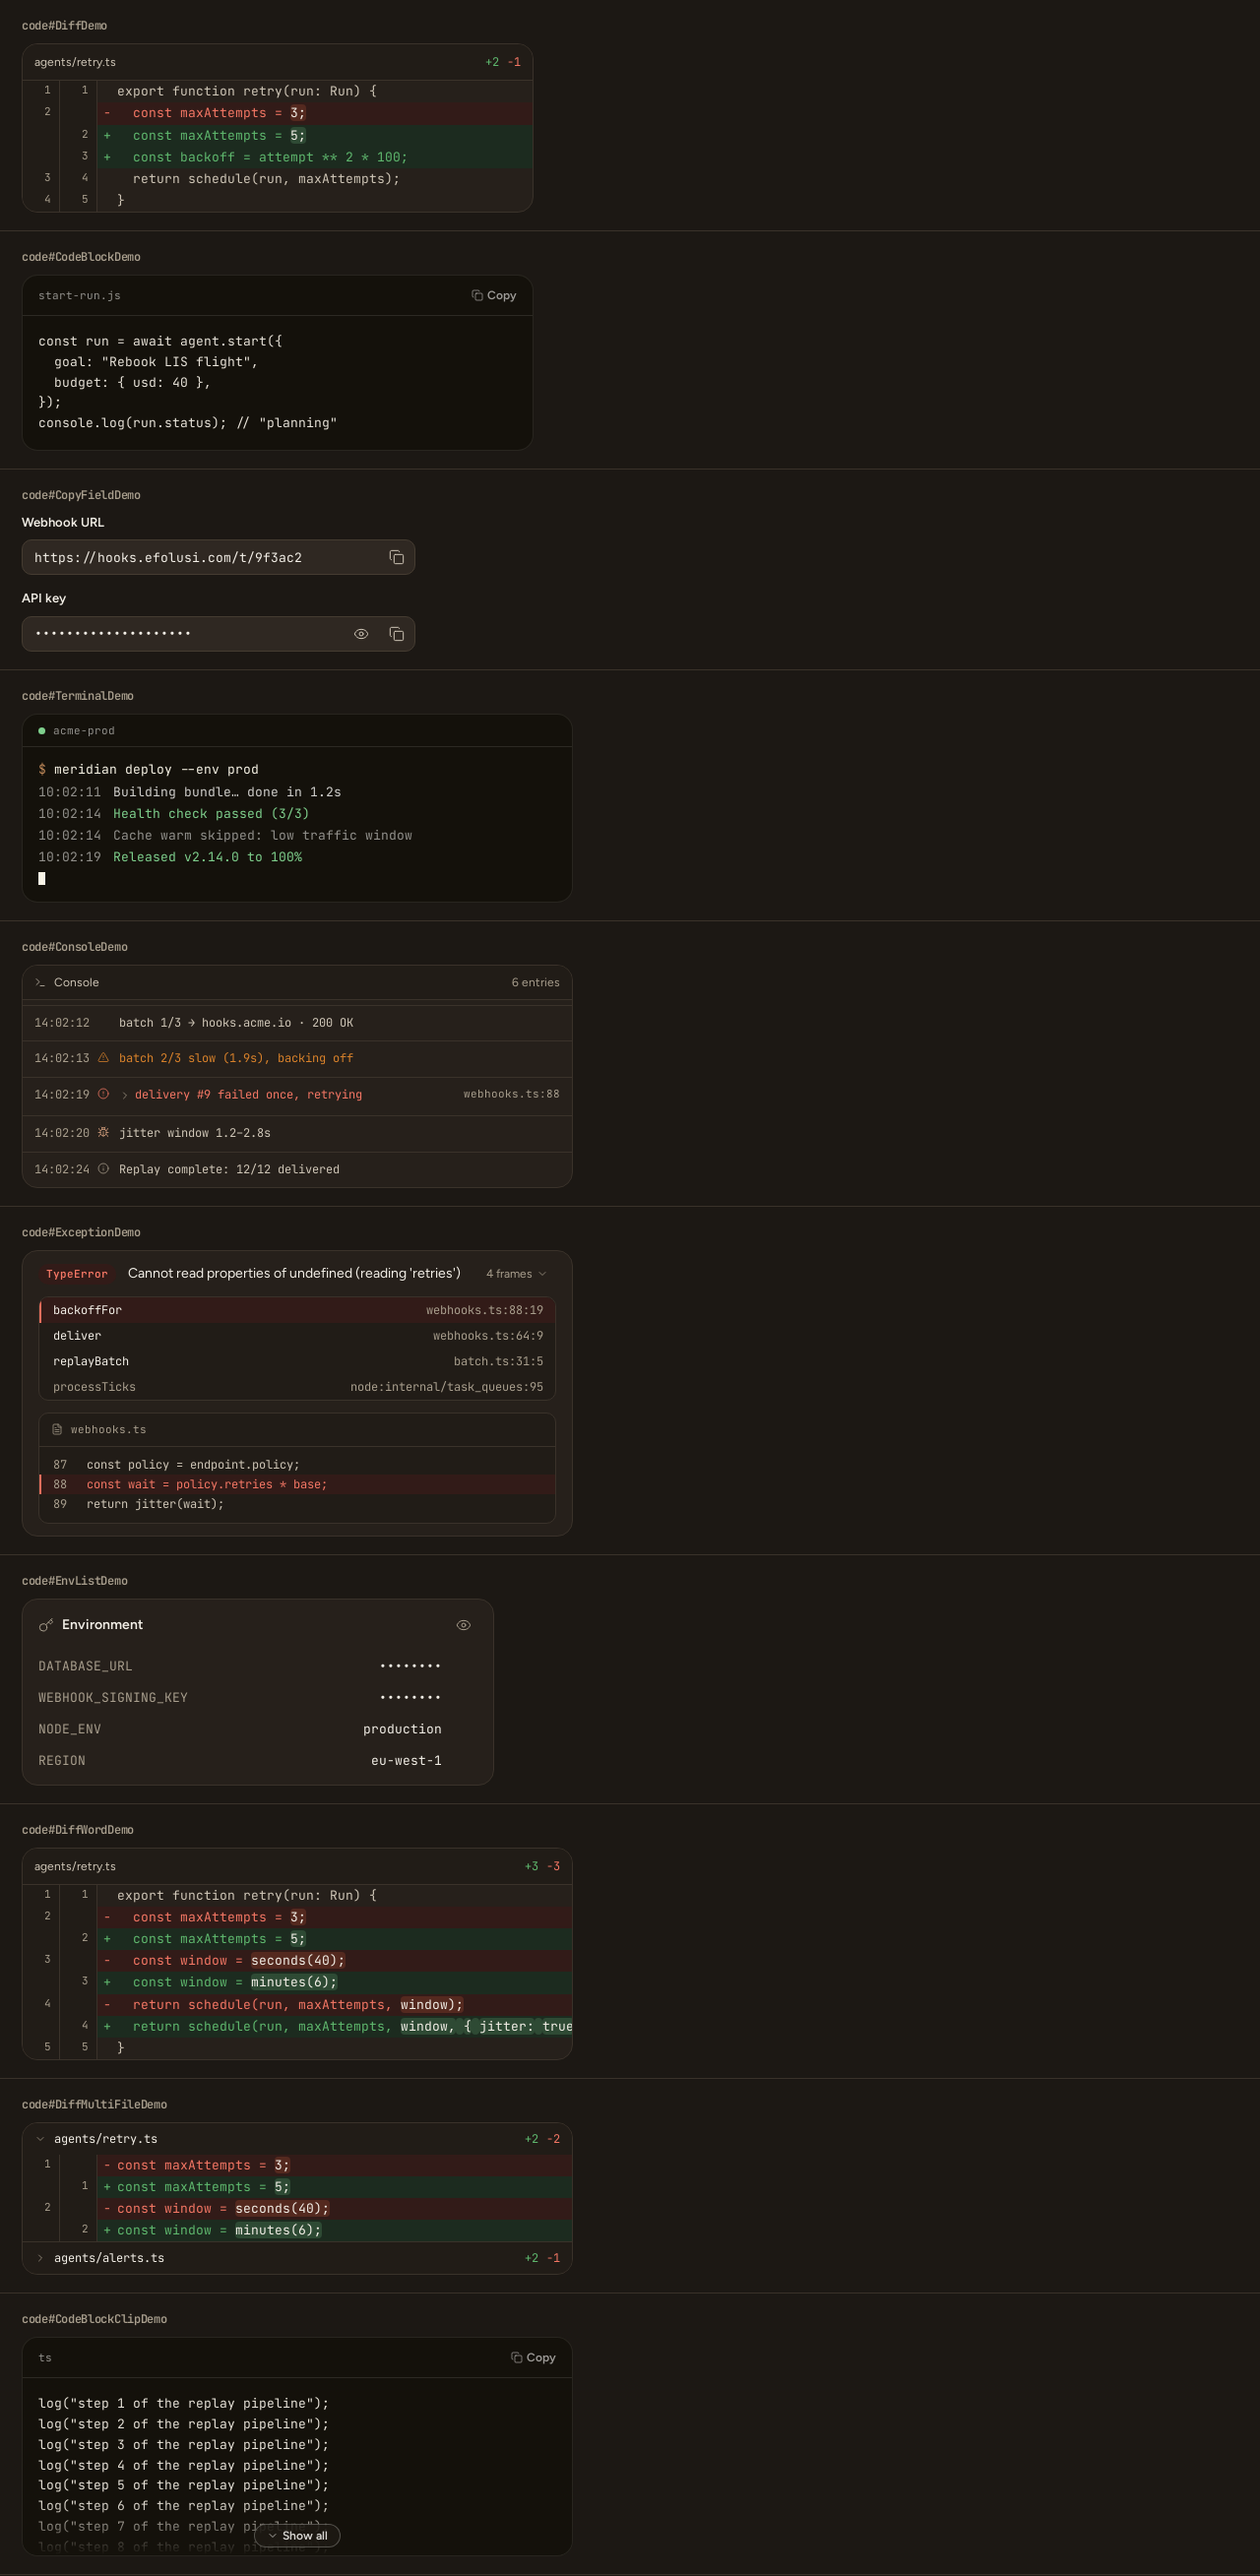 code#DiffDemo
agents/retry.ts +2 -1
1 1 export function retry(run: Run) {
2 - const maxAttempts = 3;
2 + const maxAttempts = 5;
3 + const backoff = attempt ** 2 * 100;
3 4 return schedule(run, maxAttempts);
4 5 }
code#CodeBlockDemo
start-run.js Copy
const run = await agent.start({
goal: "Rebook LIS flight",
budget: { usd: 40 },
});
console.log(run.status); // "planning"
code#CopyFieldDemo
Webhook URL
https://hooks.efolusi.com/t/9f3ac2
API key
••••••••••••••••••••
code#TerminalDemo
acme-prod
$ meridian deploy --env prod
10:02:11 Building bundle… done in 1.2s
10:02:14 Health check passed (3/3)
10:02:14 Cache warm skipped: low traffic window
10:02:19 Released v2.14.0 to 100%
code#ConsoleDemo
Console 6 entries
14:02:12 batch 1/3 → hooks.acme.io · 200 OK
14:02:13 batch 2/3 slow (1.9s), backing off
14:02:19 delivery #9 failed once, retrying webhooks.ts:88
14:02:20 jitter window 1.2–2.8s
14:02:24 Replay complete: 12/12 delivered
code#ExceptionDemo
TypeError Cannot read properties of undefined (reading 'retries') 4 frames
backoffFor webhooks.ts:88:19
deliver webhooks.ts:64:9
replayBatch batch.ts:31:5
processTicks node:internal/task_queues:95
webhooks.ts
87 const policy = endpoint.policy;
88 const wait = policy.retries * base;
89 return jitter(wait);
code#EnvListDemo
Environment
DATABASE_URL ••••••••
WEBHOOK_SIGNING_KEY ••••••••
NODE_ENV production
REGION eu-west-1
code#DiffWordDemo
agents/retry.ts +3 -3
1 1 export function retry(run: Run) {
2 - const maxAttempts = 3;
2 + const maxAttempts = 5;
3 - const window = seconds(40);
3 + const window = minutes(6);
4 - return schedule(run, maxAttempts, window);
4 + return schedule(run, maxAttempts, window, { jitter: true
5 5 }
code#DiffMultiFileDemo
agents/retry.ts +2 -2
1 - const maxAttempts = 3;
1 + const maxAttempts = 5;
2 - const window = seconds(40);
2 + const window = minutes(6);
agents/alerts.ts +2 -1
code#CodeBlockClipDemo
ts Copy
log("step 1 of the replay pipeline");
log("step 2 of the replay pipeline");
log("step 3 of the replay pipeline");
log("step 4 of the replay pipeline");
log("step 5 of the replay pipeline");
log("step 6 of the replay pipeline");
log("step 7 of the replay
Show all
log("step 8 of the replay